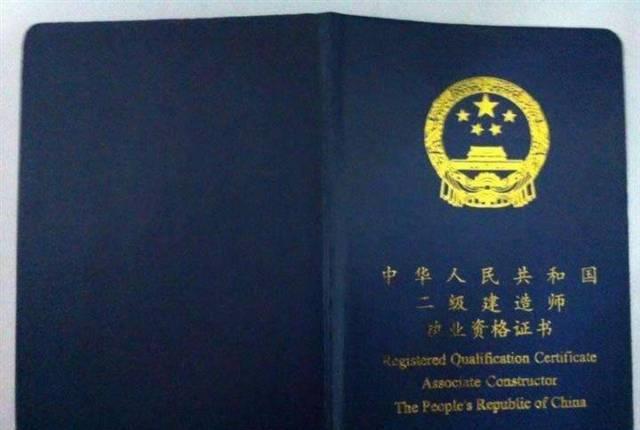 中华人民共和国
二级建造师
执业资格证书
Registered Qualification Certificate
Associate Constructor
The People's Republic of China